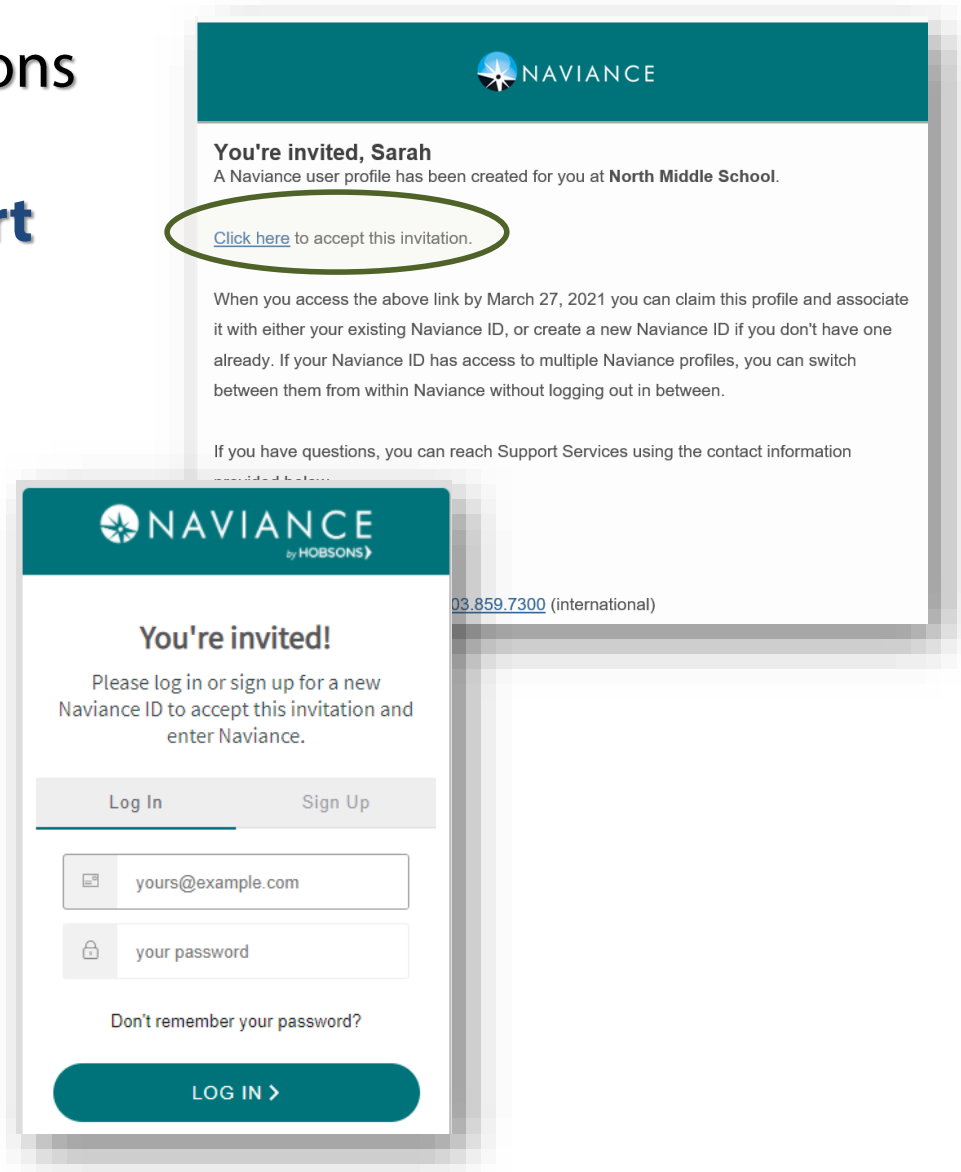 NAVIANCE
You're invited, Sarah
A Naviance user profile has been created for you at North Middle School.
Click here to accept this invitation.
When you access the above link by March 27, 2021 you can claim this profile and associate
it with either your existing Naviance ID, or create a new Naviance ID if you don't have one
already. If your Naviance ID has access to multiple Naviance profiles, you can switch
between them from within Naviance without logging out in between.
If you have questions, you can reach Support Services using the contact information
03.859.7300 (international)
NAVIANCE
by HOBSONS
You're invited!
Please log in or sign up for a new
Naviance ID to accept this invitation and
enter Naviance.
Log In Sign Up
yours@example.com
your password
Don't remember your password?
LOG IN >